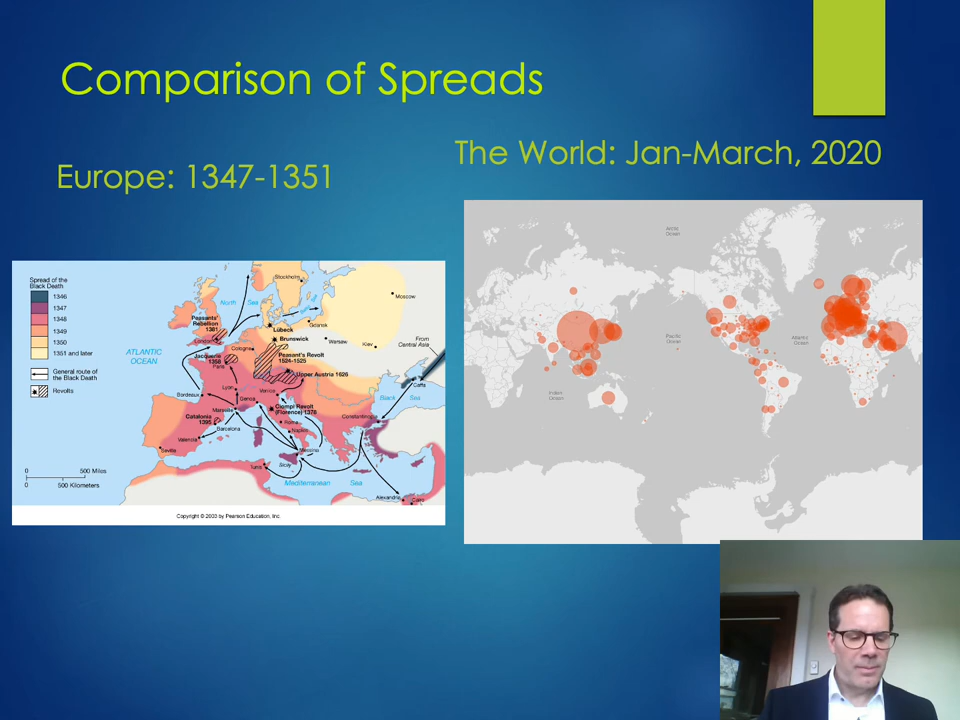 Comparison of Spreads
Europe: 1347-1351
The World: Jan-March, 2020
Spread of the
Black Death
1346
1347
1348
1349
1350
1351 and later
General route of
the Black Death
Revolts
ATLANTIC
OCEAN
North Sea
Stockholm
Moscow
Peasants'
Rebellion
1381
London
Lübeck
Gdansk
Brunswick
Warsaw
Kiev
From
Central Asia
Cologne
Jacquerie
1358
Paris
Peasant's Revolt
1524-1525
Upper Austria 1626
Caffa
Lyon
Venice
Bordeaux
Genoa
Black Sea
Marseille
Ciompi Revolt
(Florence) 1378
Catalonia
1395
Rome
Constantinople
Barcelona
Naples
Valencia
Seville
Messina
Tunis
Sicily
Mediterranean Sea
Alexandria
Cairo
0 500 Miles
0 500 Kilometers
Copyright © 2003 by Pearson Education, Inc.
Arctic
Ocean
Pacific
Ocean
Atlantic
Ocean
Indian
Ocean